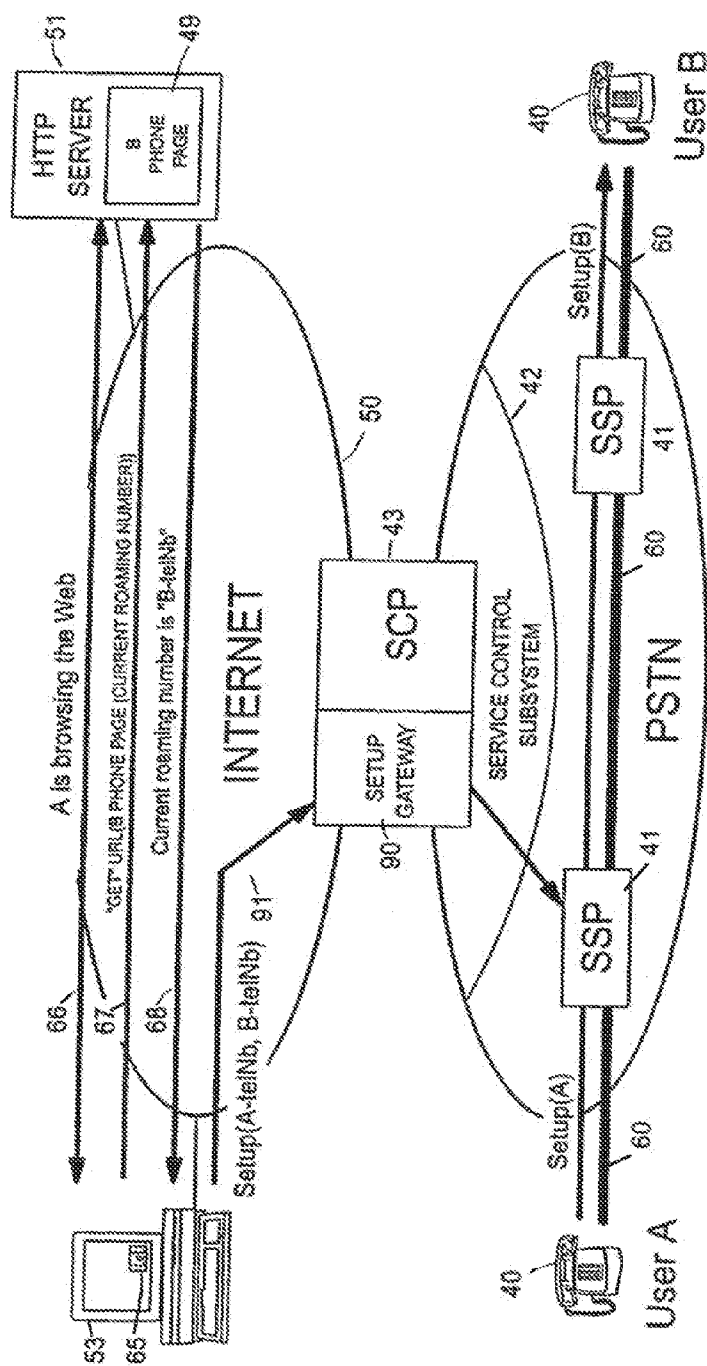 51
HTTP
SERVER
49
B
PHONE
PAGE
A is browsing the Web
66
"GET" URL(B PHONE PAGE (CURRENT ROAMING NUMBER))
67
Current roaming number is "B-telNb"
68
53
65
Setup(A-telNb, B-telNb)
91
INTERNET
50
90
SETUP
GATEWAY
SCP
43
SERVICE CONTROL
SUBSYSTEM
42
Setup(A)
SSP
41
60
60
PSTN
SSP
41
Setup(B)
60
40
User A
40
User B